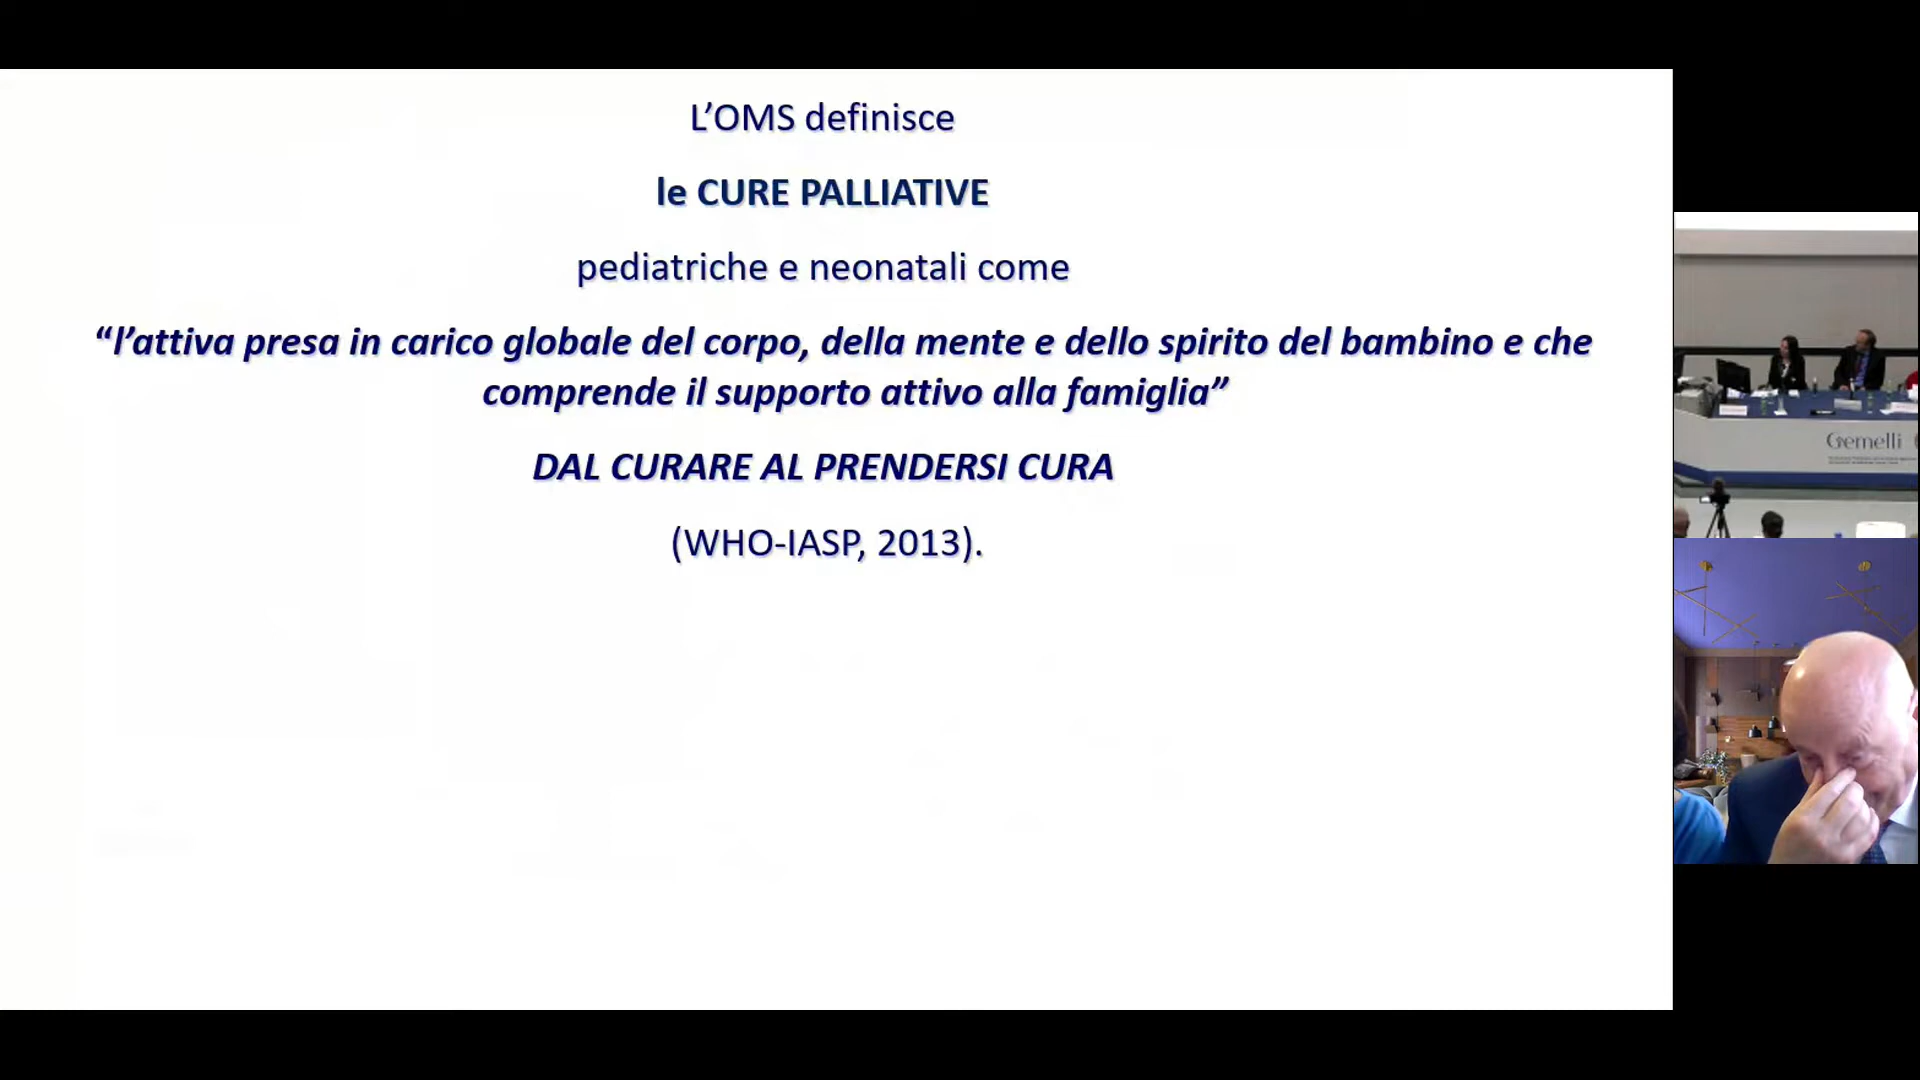 L’OMS definisce
le CURE PALLIATIVE
pediatriche e neonatali come
“l’attiva presa in carico globale del corpo, della mente e dello spirito del bambino e che
comprende il supporto attivo alla famiglia”
DAL CURARE AL PRENDERSI CURA
(WHO-IASP, 2013).
Gemelli